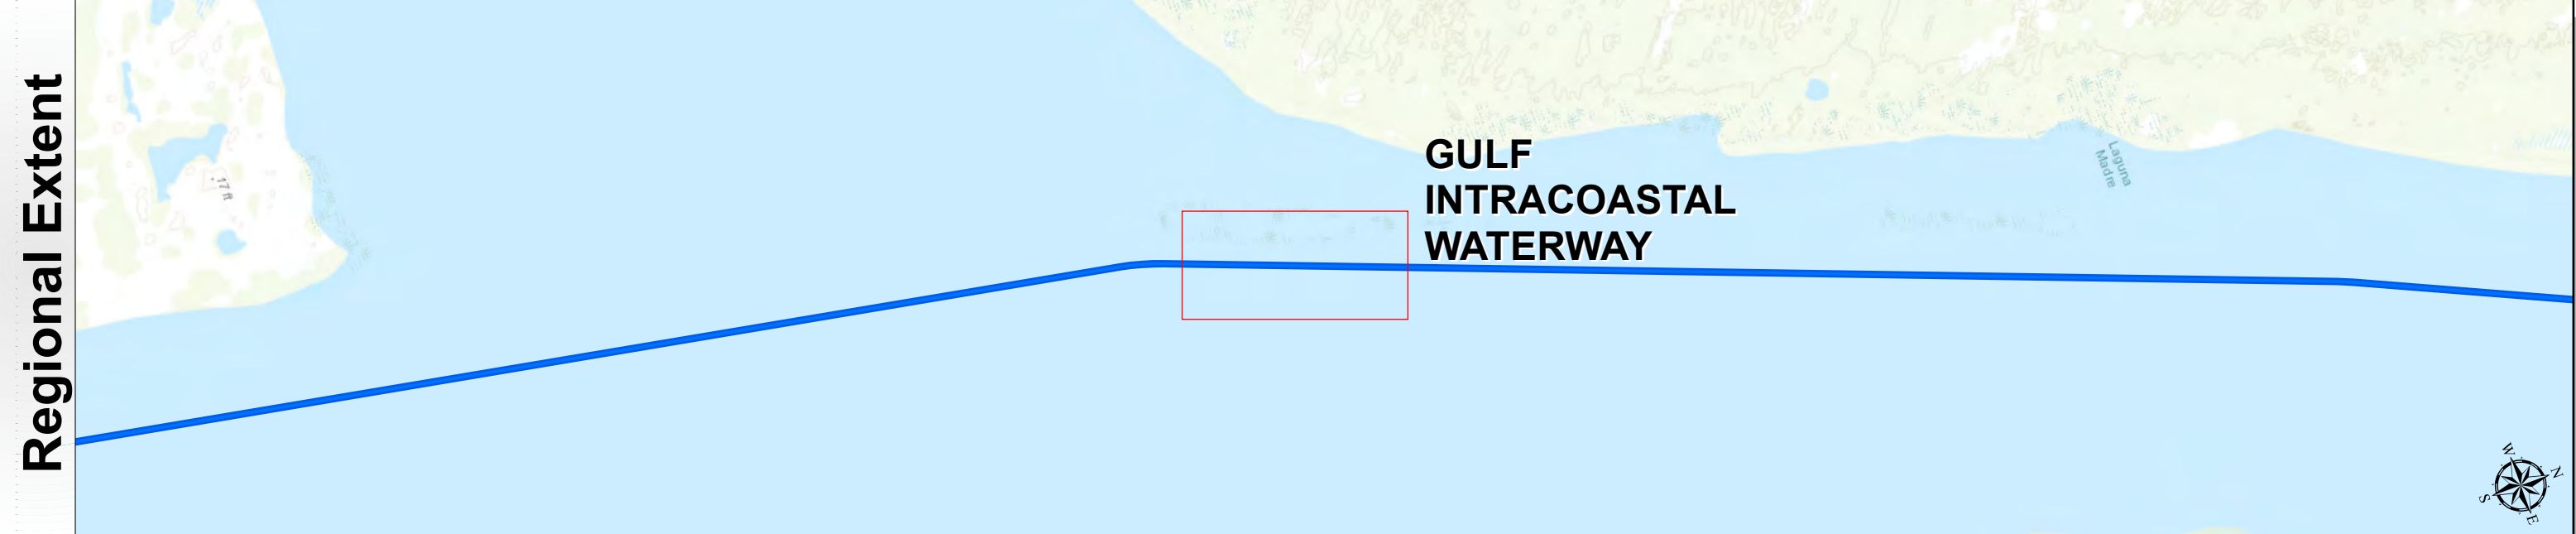 Regional Extent
17 ft
GULF
INTRACOASTAL
WATERWAY
Laguna
Madre
W
N
S
E